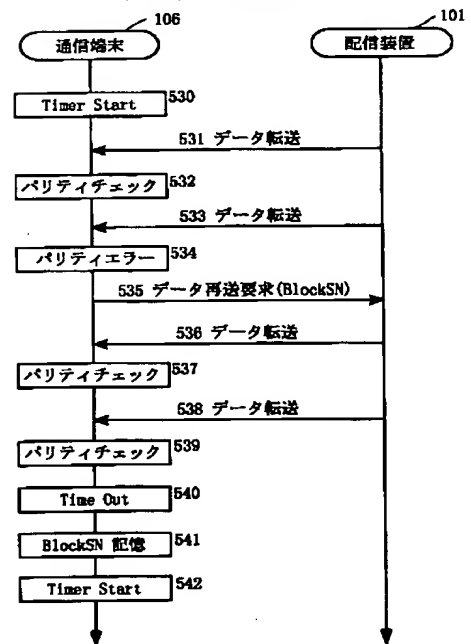 106
101
通信端末
配信装置
Timer Start 530
531 データ転送
パリティチェック 532
533 データ転送
パリティエラー 534
535 データ再送要求(BlockSN)
536 データ転送
パリティチェック 537
538 データ転送
パリティチェック 539
Time Out 540
BlockSN 記憶 541
Timer Start 542